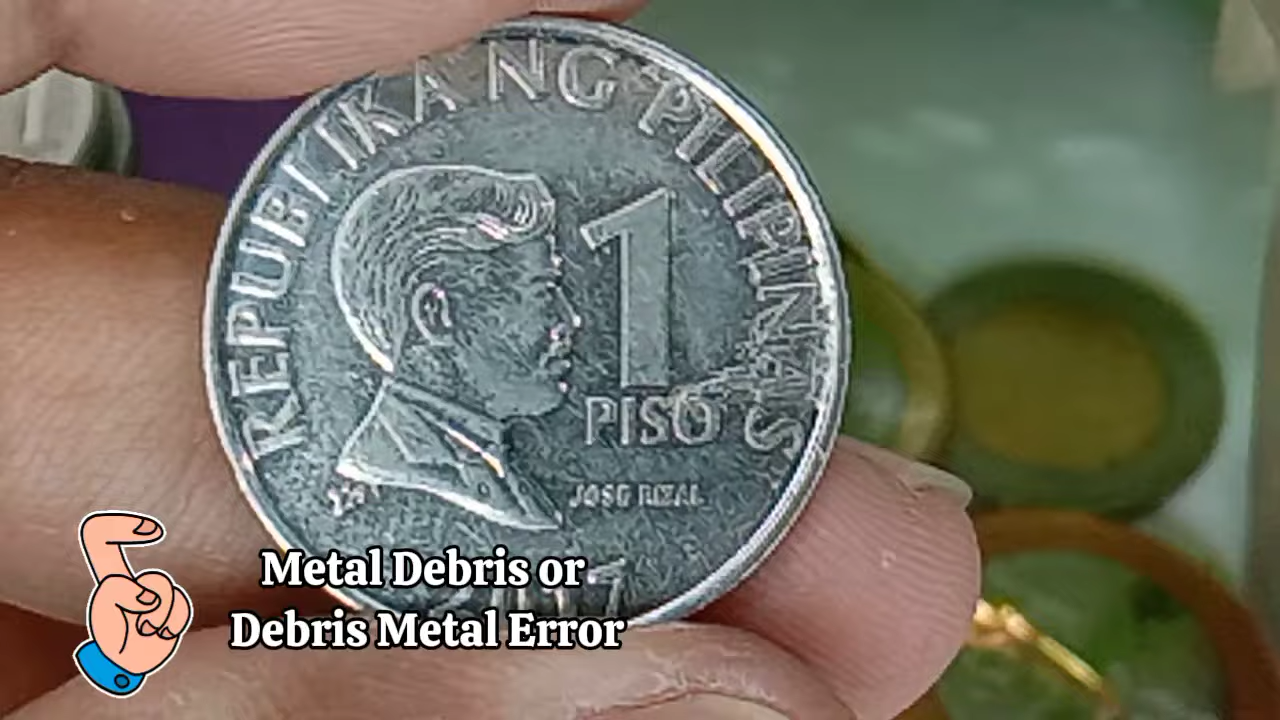 REPUBLIKA NG PILIPINAS
1
PISO
JOSE RIZAL
Metal Debris or
Debris Metal Error